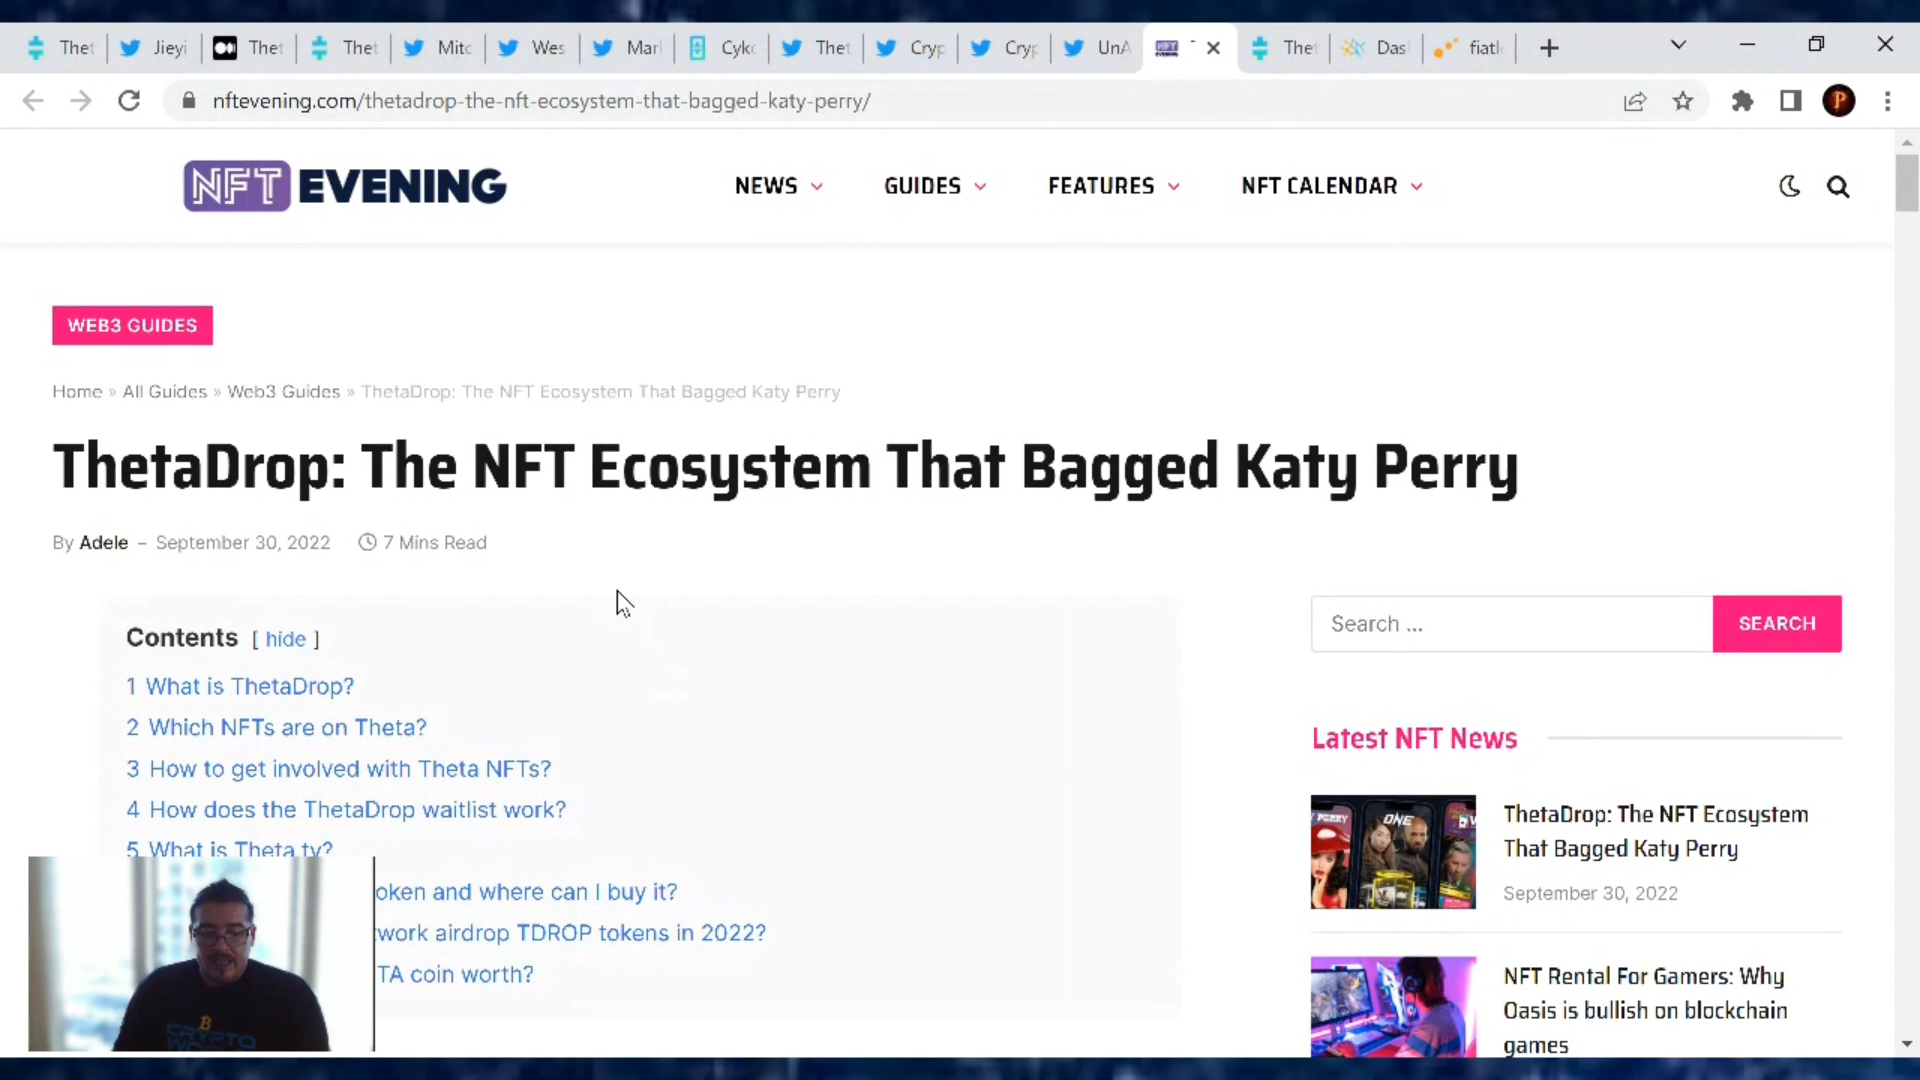 Thet
Jieyi
Thet
Thet
Mitc
Wes
Marl
Cyko
Thet
Cryp
Cryp
UnA
Thet
Das
fiatl
nftevening.com/thetadrop-the-nft-ecosystem-that-bagged-katy-perry/
P
NFT EVENING
NEWS
GUIDES
FEATURES
NFT CALENDAR
WEB3 GUIDES
Home » All Guides » Web3 Guides » ThetaDrop: The NFT Ecosystem That Bagged Katy Perry
ThetaDrop: The NFT Ecosystem That Bagged Katy Perry
By Adele – September 30, 2022 7 Mins Read
Contents [ hide ]
1 What is ThetaDrop?
2 Which NFTs are on Theta?
3 How to get involved with Theta NFTs?
4 How does the ThetaDrop waitlist work?
5 What is Theta.tv?
oken and where can I buy it?
work airdrop TDROP tokens in 2022?
TA coin worth?
Search ...
SEARCH
Latest NFT News
ThetaDrop: The NFT Ecosystem
That Bagged Katy Perry
September 30, 2022
NFT Rental For Gamers: Why
Oasis is bullish on blockchain
games
PERRY
ONE
CRYPTO